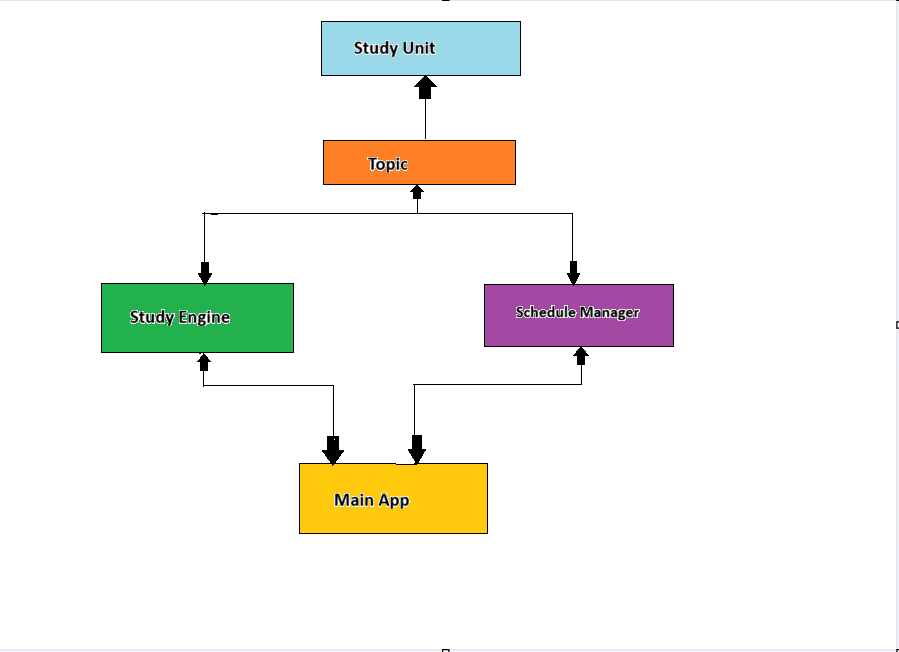 Study Unit
Topic
Study Engine
Schedule Manager
Main App